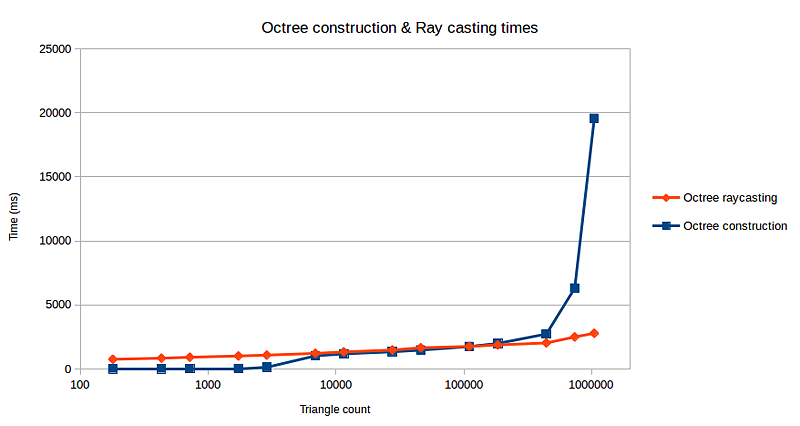 Octree construction & Ray casting times
25000
20000
15000
10000
5000
0
Time (ms)
100 1000 10000 100000 1000000
Triangle count
Octree raycasting
Octree construction